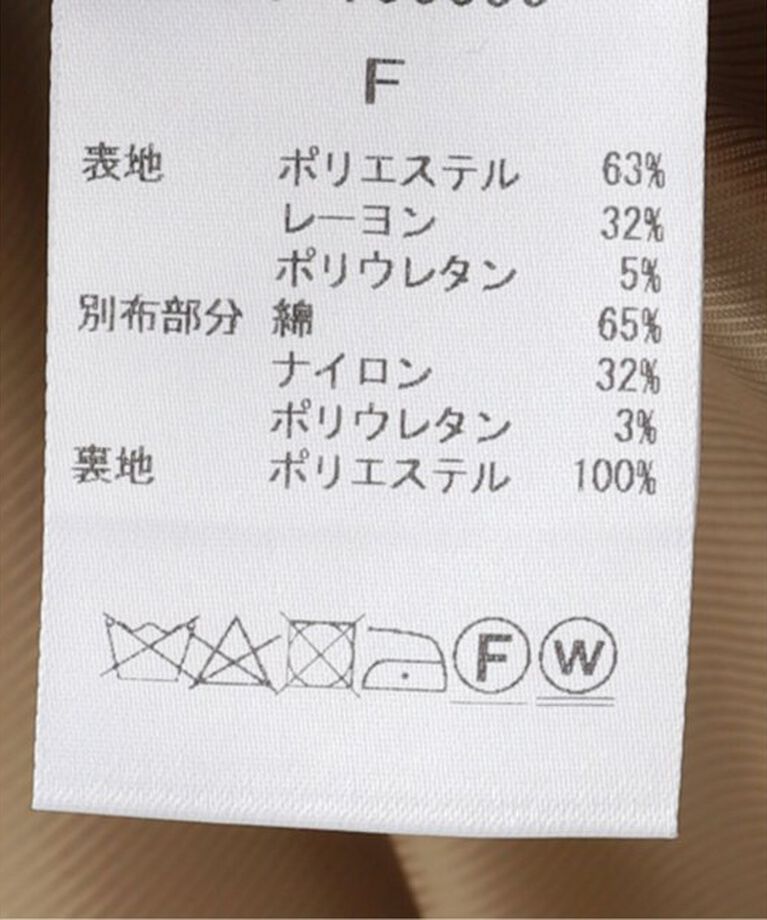 F
表地 ポリエステル 63%
レーヨン 32%
ポリウレタン 5%
別布部分 綿 65%
ナイロン 32%
ポリウレタン 3%
裏地 ポリエステル 100%
F W